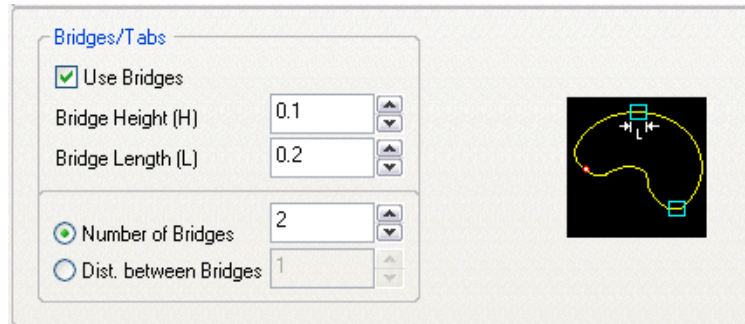 Bridges/Tabs
Use Bridges
Bridge Height (H) 0.1
Bridge Length (L) 0.2
Number of Bridges 2
Dist. between Bridges 1
L